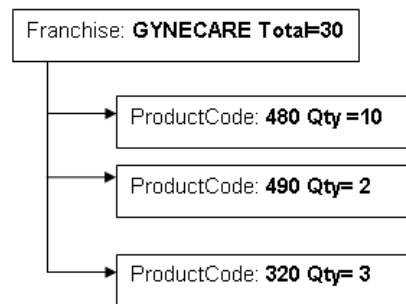 Franchise: GYNECARE Total=30
ProductCode: 480 Qty =10
ProductCode: 490 Qty= 2
ProductCode: 320 Qty= 3